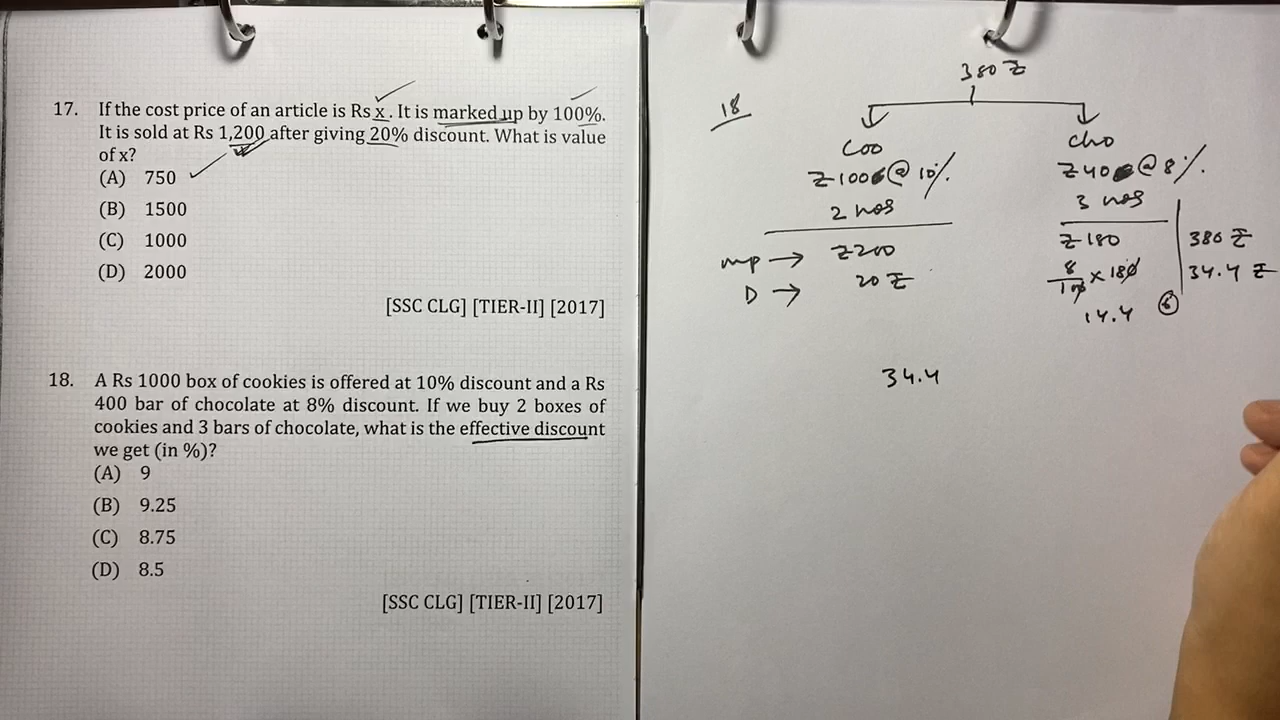 17. If the cost price of an article is Rs x . It is marked up by 100%.
It is sold at Rs 1,200 after giving 20% discount. What is value
of x?
(A) 750
(B) 1500
(C) 1000
(D) 2000
[SSC CLG] [TIER-II] [2017]
18. A Rs 1000 box of cookies is offered at 10% discount and a Rs
400 bar of chocolate at 8% discount. If we buy 2 boxes of
cookies and 3 bars of chocolate, what is the effective discount
we get (in %)?
(A) 9
(B) 9.25
(C) 8.75
(D) 8.5
[SSC CLG] [TIER-II] [2017]
18
380 Z
Coo
Cho
Z100 @ 10%.
Z40 @ 8%.
2 nos
3 nos
mp → Z200
Z180
380 Z
D → 20 Z
8/100 × 180
34.4 Z
14.4
34.4